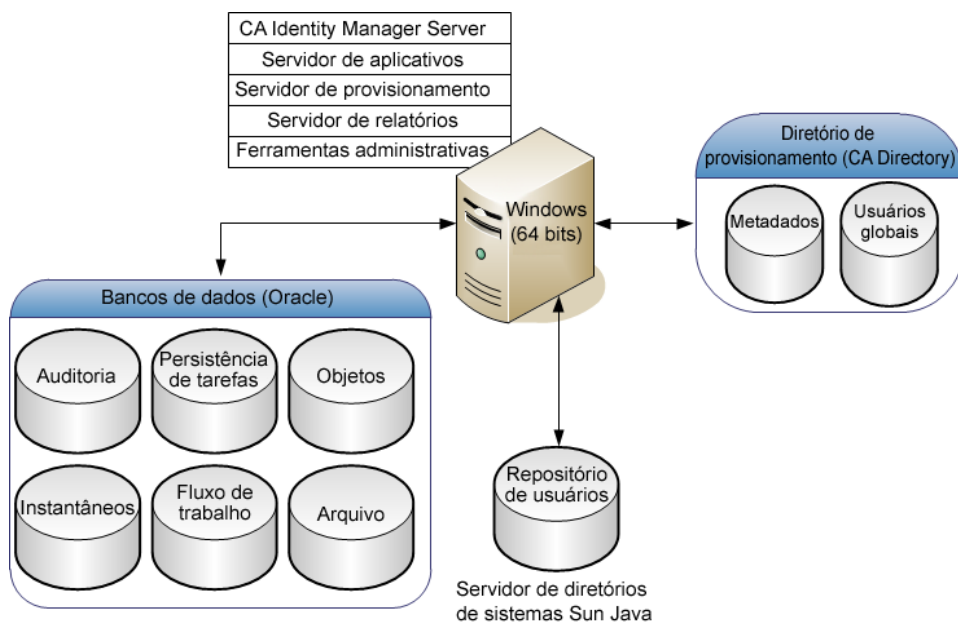 CA Identity Manager Server
Servidor de aplicativos
Servidor de provisionamento
Servidor de relatórios
Ferramentas administrativas
Windows
(64 bits)
Diretório de
provisionamento (CA Directory)
Metadados
Usuários
globais
Bancos de dados (Oracle)
Auditoria
Persistência
de tarefas
Objetos
Instantâneos
Fluxo de
trabalho
Arquivo
Repositório
de usuários
Servidor de diretórios
de sistemas Sun Java